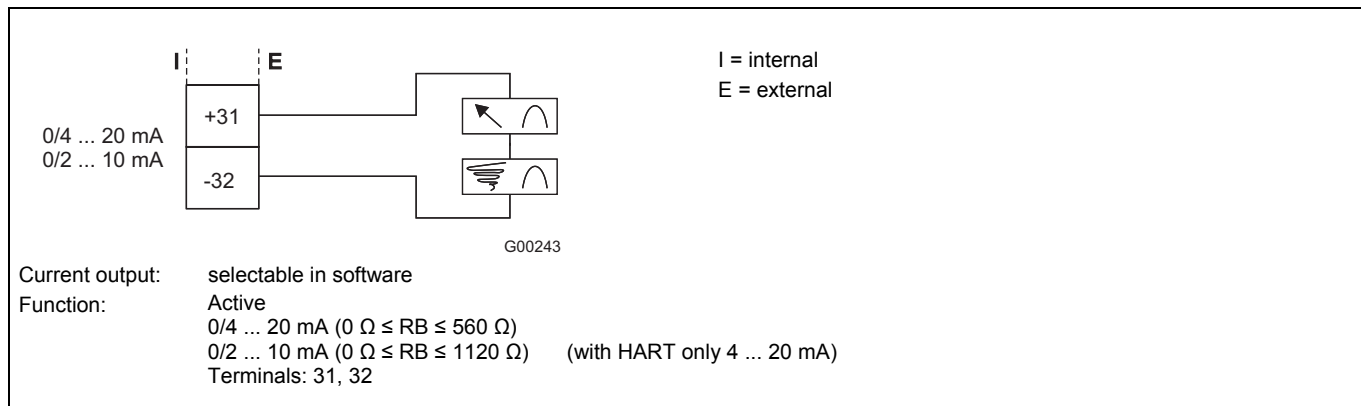 I E
I = internal
E = external
+31
0/4 ... 20 mA
0/2 ... 10 mA
-32
G00243
Current output: selectable in software
Function: Active
0/4 ... 20 mA (0 Ω ≤ RB ≤ 560 Ω)
0/2 ... 10 mA (0 Ω ≤ RB ≤ 1120 Ω) (with HART only 4 ... 20 mA)
Terminals: 31, 32